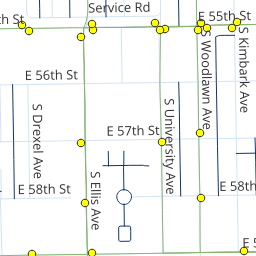 Service Rd
E 55th St
E 56th St
S Woodlawn Ave
S Kimbark Ave
S Drexel Ave
S University Ave
E 57th St
S Ellis Ave
E 58th St
E 58th
E 5